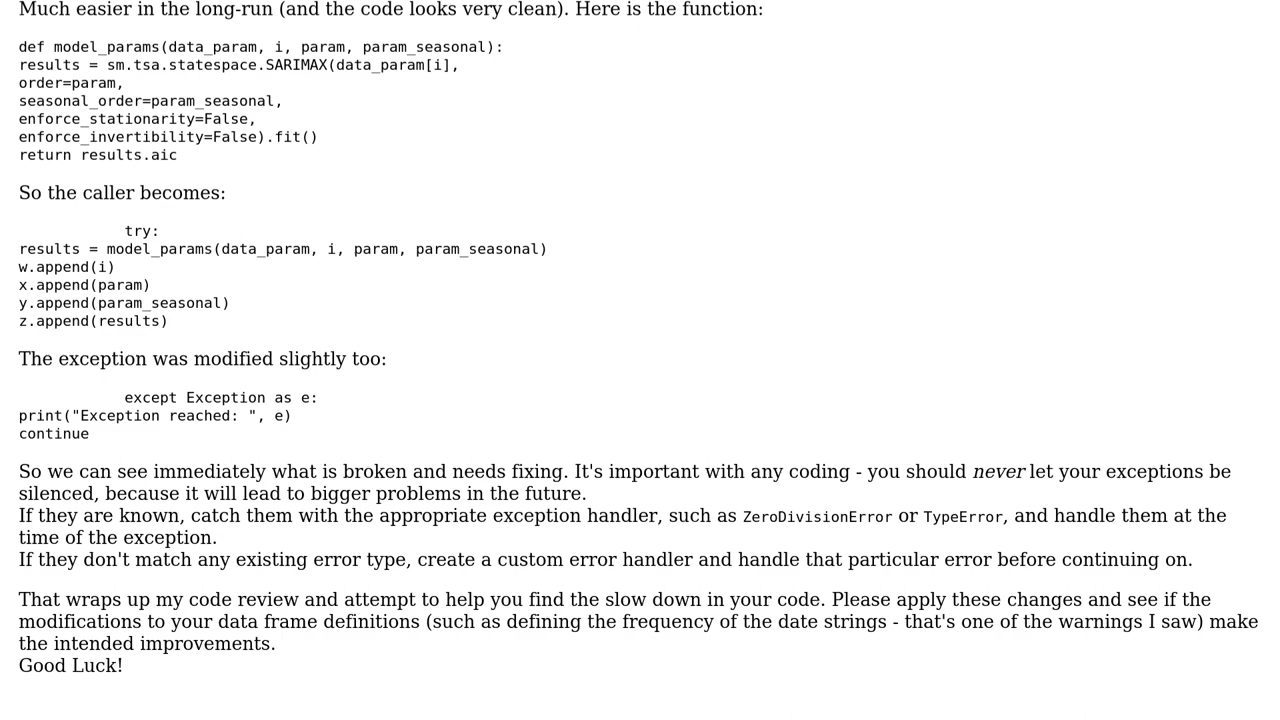 Much easier in the long-run (and the code looks very clean). Here is the function:
def model_params(data_param, i, param, param_seasonal):
results = sm.tsa.statespace.SARIMAX(data_param[i],
order=param,
seasonal_order=param_seasonal,
enforce_stationarity=False,
enforce_invertibility=False).fit()
return results.aic
So the caller becomes:
try:
results = model_params(data_param, i, param, param_seasonal)
w.append(i)
x.append(param)
y.append(param_seasonal)
z.append(results)
The exception was modified slightly too:
except Exception as e:
print("Exception reached: ", e)
continue
So we can see immediately what is broken and needs fixing. It's important with any coding - you should never let your exceptions be
silenced, because it will lead to bigger problems in the future.
If they are known, catch them with the appropriate exception handler, such as ZeroDivisionError or TypeError, and handle them at the
time of the exception.
If they don't match any existing error type, create a custom error handler and handle that particular error before continuing on.
That wraps up my code review and attempt to help you find the slow down in your code. Please apply these changes and see if the
modifications to your data frame definitions (such as defining the frequency of the date strings - that's one of the warnings I saw) make
the intended improvements.
Good Luck!